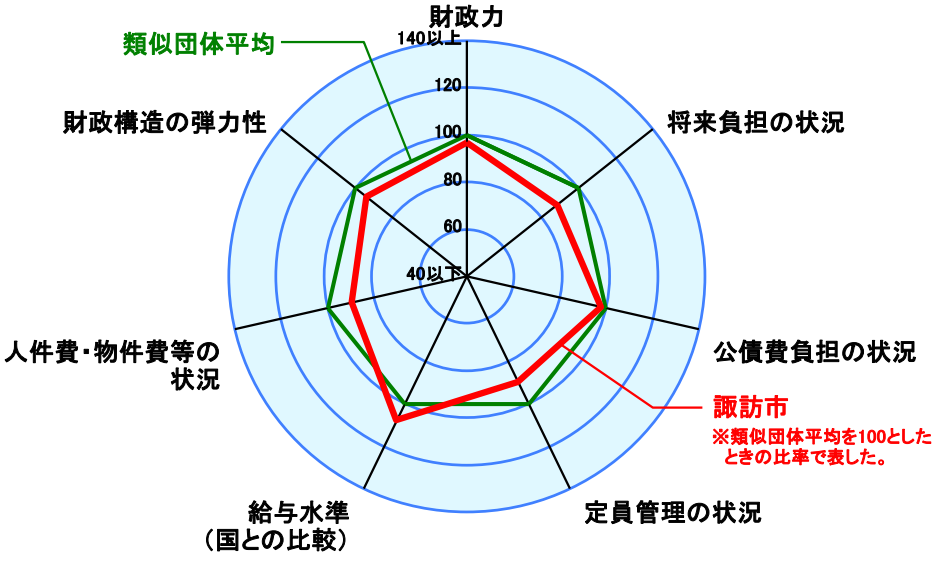 財政力
140以上
類似団体平均
120
財政構造の弾力性
将来負担の状況
100
80
60
40以下
人件費・物件費等の
状況
公債費負担の状況
諏訪市
※類似団体平均を100とした
ときの比率で表した。
給与水準
（国との比較）
定員管理の状況